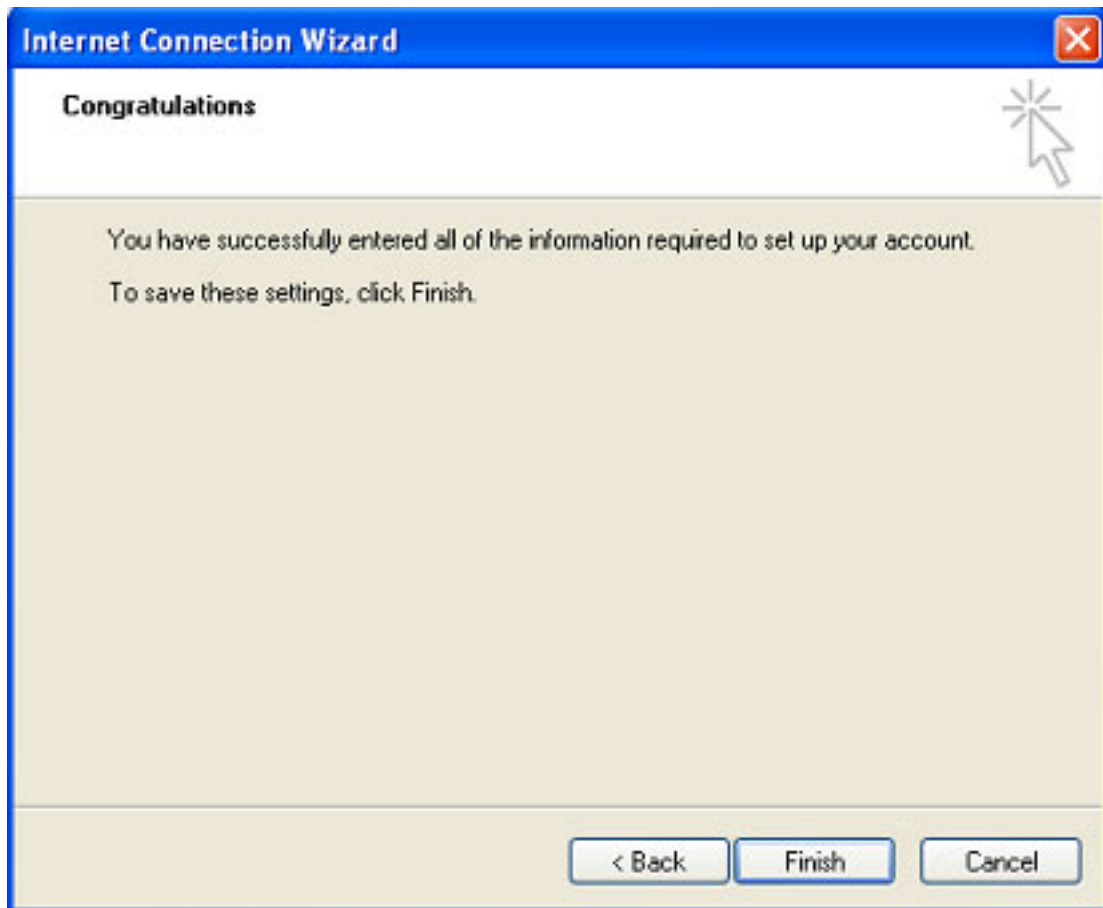 Internet Connection Wizard
Congratulations
You have successfully entered all of the information required to set up your account.
To save these settings, click Finish.
< Back Finish Cancel